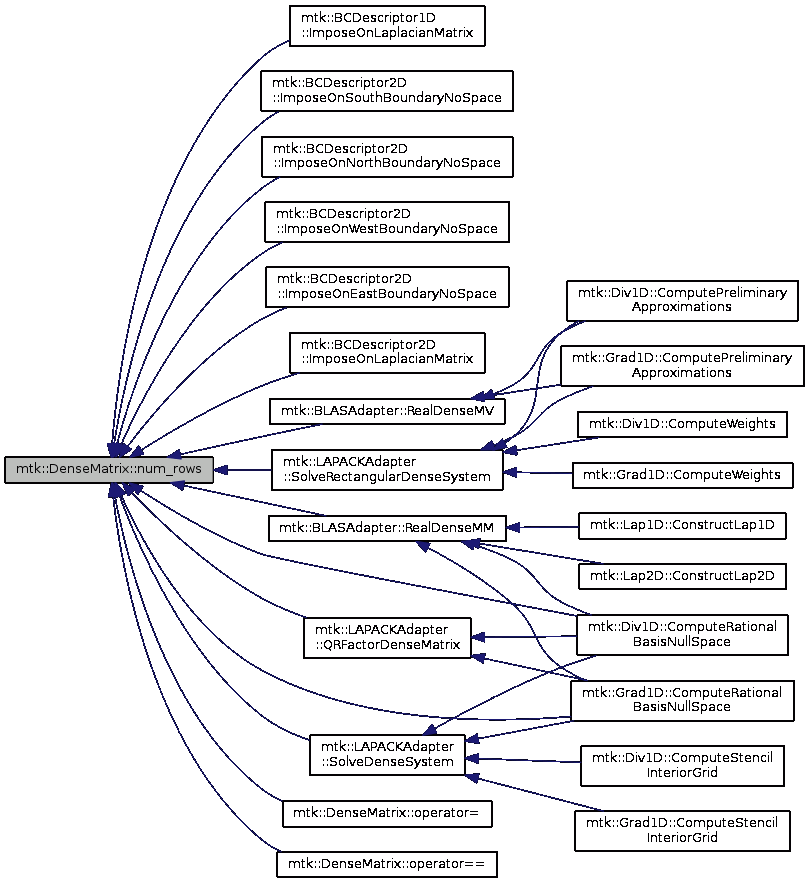 mtk::BCDescriptor1D
::ImposeOnLaplacianMatrix
mtk::BCDescriptor2D
::ImposeOnSouthBoundaryNoSpace
mtk::BCDescriptor2D
::ImposeOnNorthBoundaryNoSpace
mtk::BCDescriptor2D
::ImposeOnWestBoundaryNoSpace
mtk::BCDescriptor2D
::ImposeOnEastBoundaryNoSpace
mtk::BCDescriptor2D
::ImposeOnLaplacianMatrix
mtk::BLASAdapter::RealDenseMV
mtk::DenseMatrix::num_rows
mtk::LAPACKAdapter
::SolveRectangularDenseSystem
mtk::BLASAdapter::RealDenseMM
mtk::LAPACKAdapter
::QRFactorDenseMatrix
mtk::LAPACKAdapter
::SolveDenseSystem
mtk::DenseMatrix::operator=
mtk::DenseMatrix::operator==
mtk::Div1D::ComputePreliminary
Approximations
mtk::Grad1D::ComputePreliminary
Approximations
mtk::Div1D::ComputeWeights
mtk::Grad1D::ComputeWeights
mtk::Lap1D::ConstructLap1D
mtk::Lap2D::ConstructLap2D
mtk::Div1D::ComputeRational
BasisNullSpace
mtk::Grad1D::ComputeRational
BasisNullSpace
mtk::Div1D::ComputeStencil
InteriorGrid
mtk::Grad1D::ComputeStencil
InteriorGrid